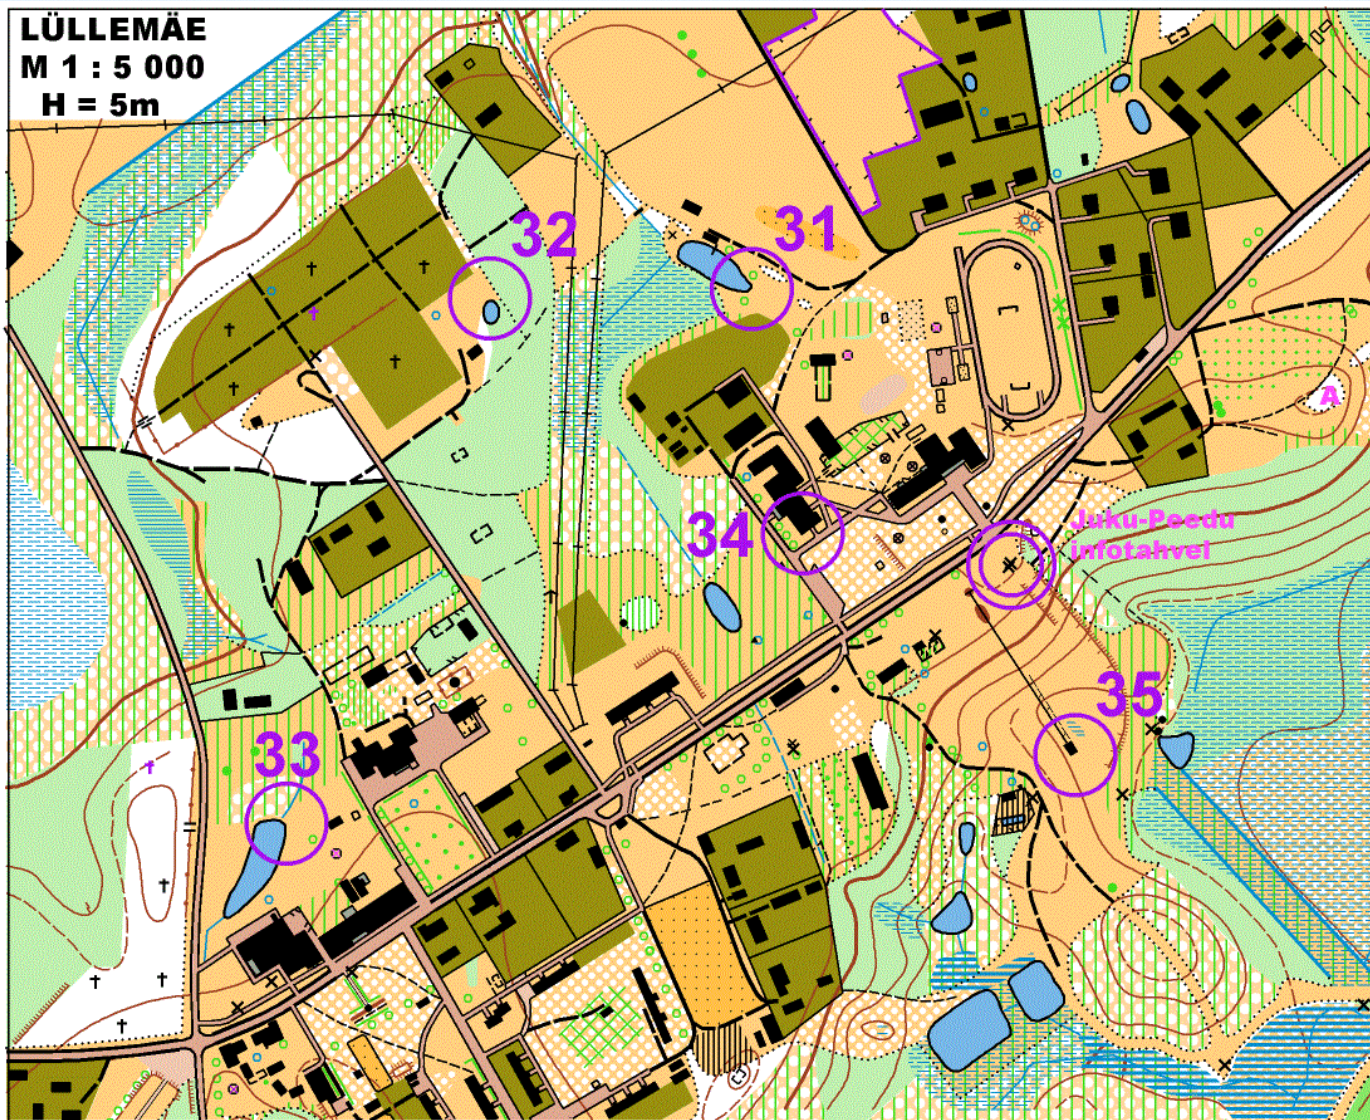 LÜLLEMÄE
M 1 : 5 000
H = 5m
31
32
A
34
Juku-Peedu
infotahvel
35
33